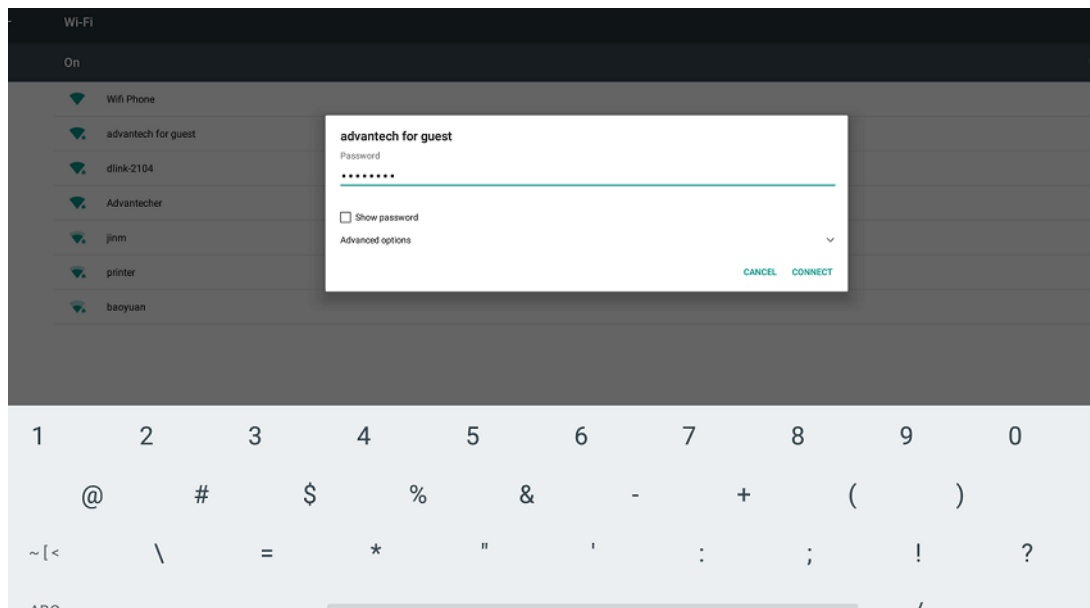 Wi-Fi
On
Wifi Phone
advantech for guest
dlink-2104
Advantecher
jinm
printer
baoyuan
advantech for guest
Password
••••••••
Show password
Advanced options
CANCEL CONNECT
1 2 3 4 5 6 7 8 9 0
@ # $ % & - + ( )
~ [ < \ = * " ' : ; ! ?